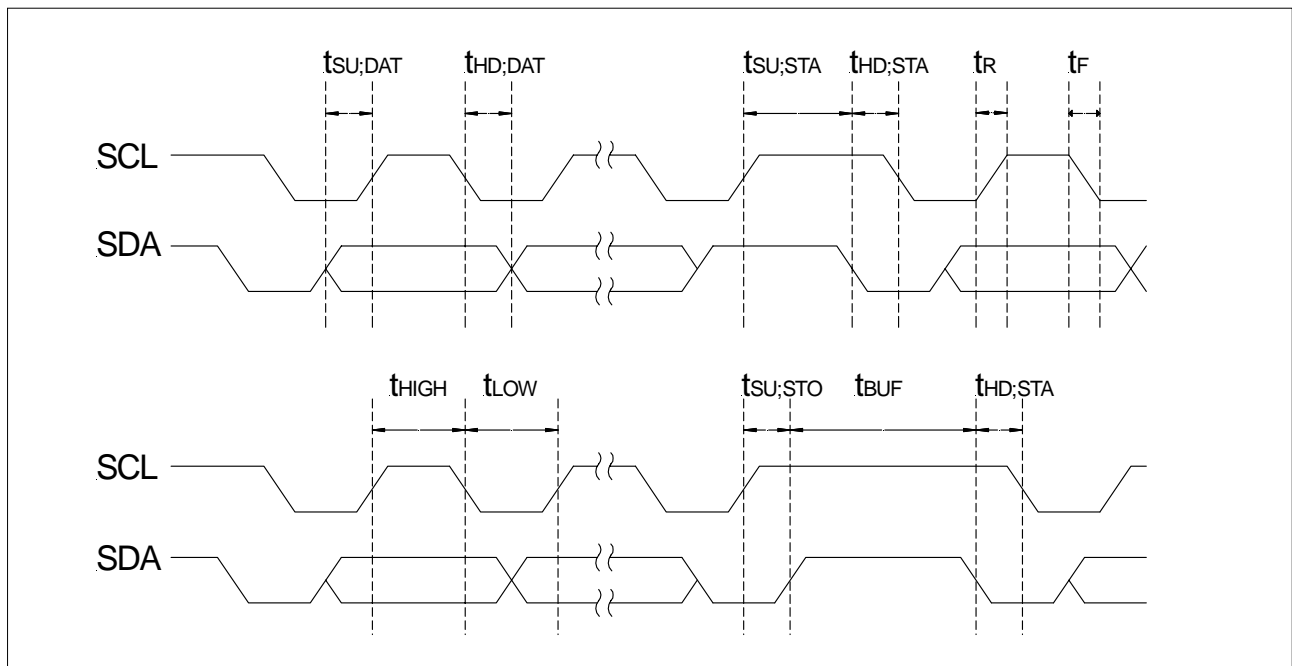 tSU;DAT tHD;DAT tSU;STA tHD;STA tR tF
SCL
SDA
tHIGH tLOW tSU;STO tBUF tHD;STA
SCL
SDA